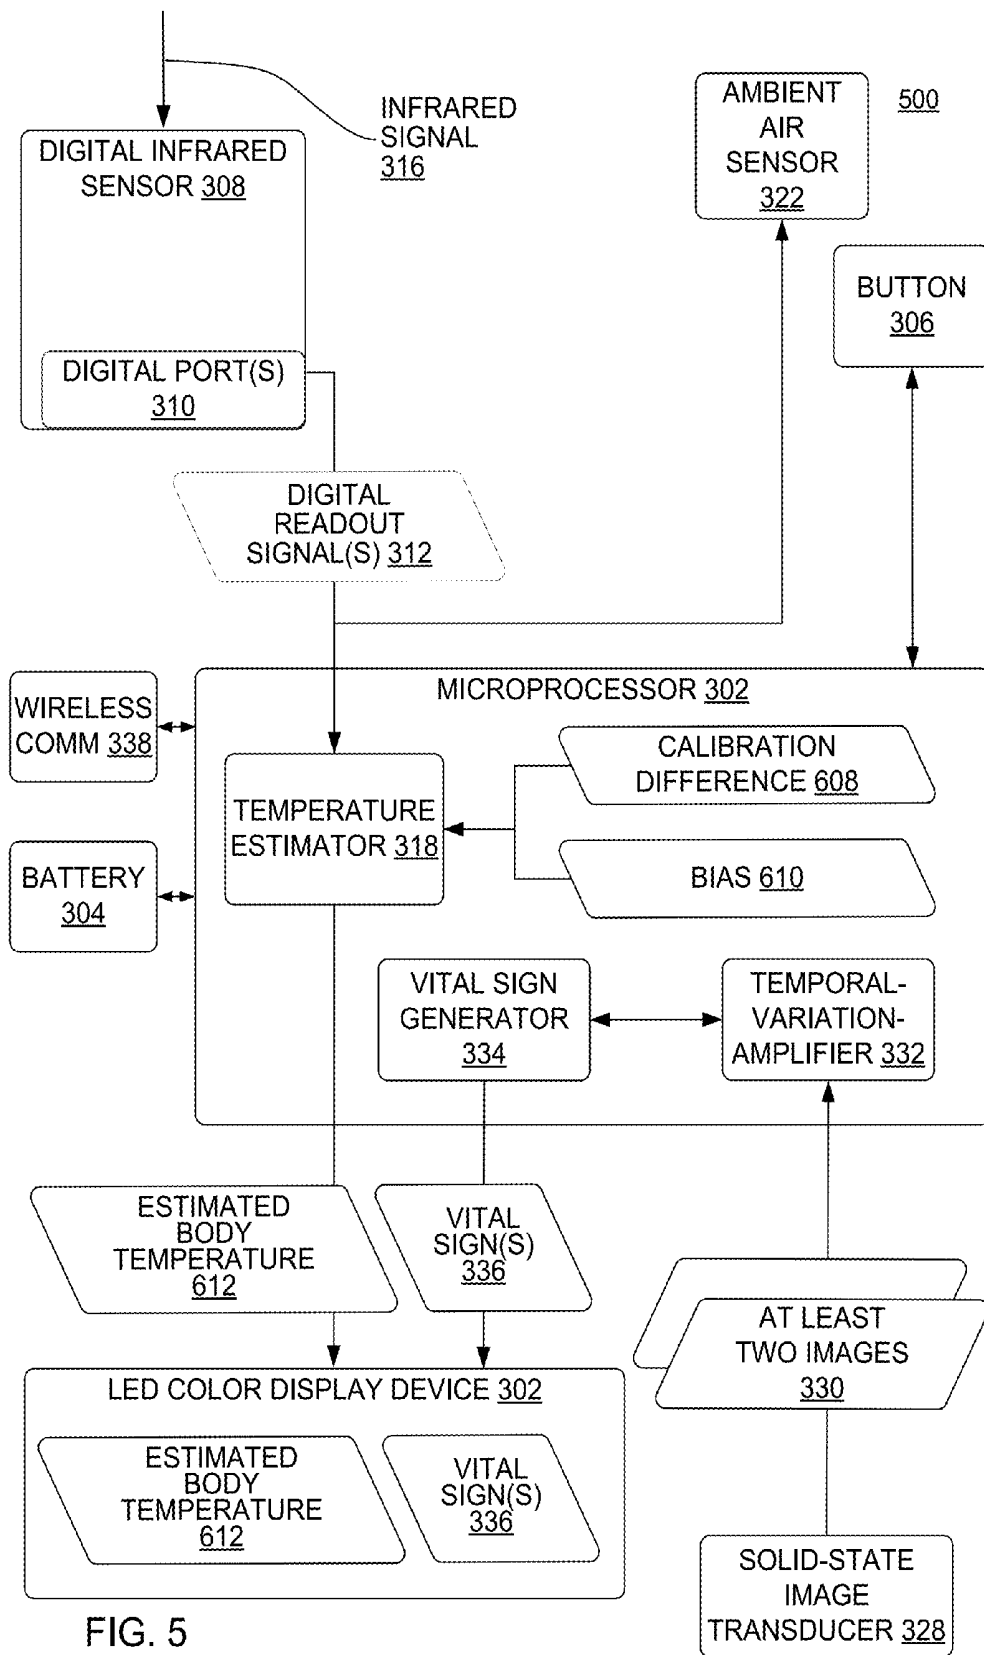 INFRARED
SIGNAL
316
DIGITAL INFRARED
SENSOR 308
AMBIENT
AIR
SENSOR
322
500
BUTTON
306
DIGITAL PORT(S)
310
DIGITAL
READOUT
SIGNAL(S) 312
MICROPROCESSOR 302
WIRELESS
COMM 338
CALIBRATION
DIFFERENCE 608
TEMPERATURE
ESTIMATOR 318
BATTERY
304
BIAS 610
VITAL SIGN
GENERATOR
334
TEMPORAL-
VARIATION-
AMPLIFIER 332
ESTIMATED
BODY
TEMPERATURE
612
VITAL
SIGN(S)
336
AT LEAST
TWO IMAGES
330
LED COLOR DISPLAY DEVICE 302
ESTIMATED
BODY
TEMPERATURE
612
VITAL
SIGN(S)
336
SOLID-STATE
IMAGE
TRANSDUCER 328
FIG. 5